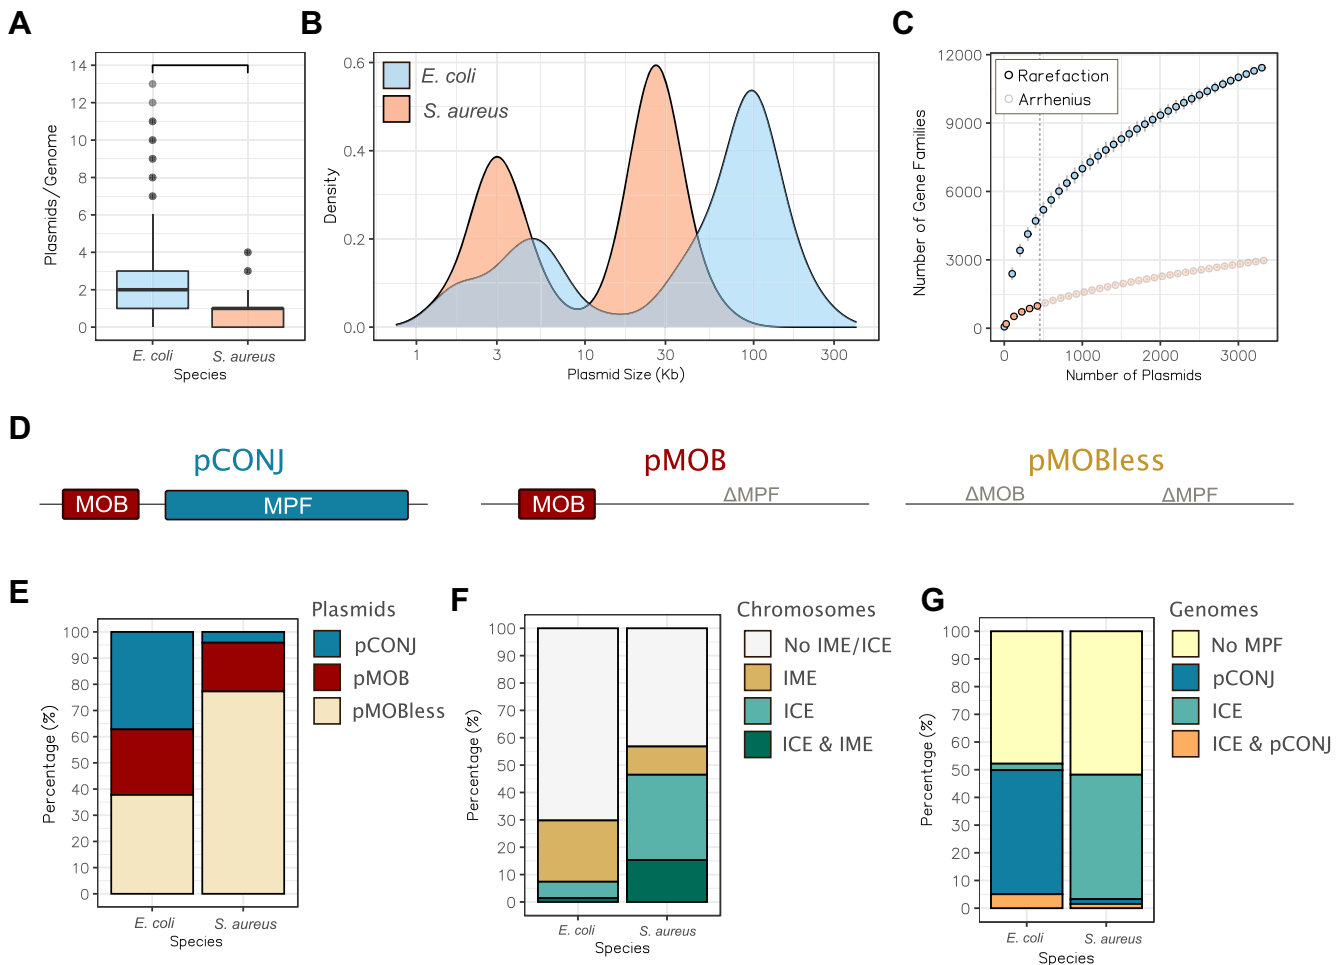 A
B
C
Plasmids/Genome
14
12
10
8
6
4
2
0
E. coli
S. aureus
Species
E. coli
S. aureus
Density
0.6
0.4
0.2
0.0
1
3
10
30
100
300
Plasmid Size (Kb)
Rarefaction
Arrhenius
Number of Gene Families
12000
9000
6000
3000
0
0
1000
2000
3000
Number of Plasmids
D
pCONJ
MOB
MPF
pMOB
MOB
ΔMPF
pMOBless
ΔMOB
ΔMPF
E
Plasmids
pCONJ
pMOB
pMOBless
Percentage (%)
100
90
80
70
60
50
40
30
20
10
0
E. coli
S. aureus
Species
F
Chromosomes
No IME/ICE
IME
ICE
ICE & IME
Percentage (%)
100
90
80
70
60
50
40
30
20
10
0
E. coli
S. aureus
Species
G
Genomes
No MPF
pCONJ
ICE
ICE & pCONJ
Percentage (%)
100
90
80
70
60
50
40
30
20
10
0
E. coli
S. aureus
Species